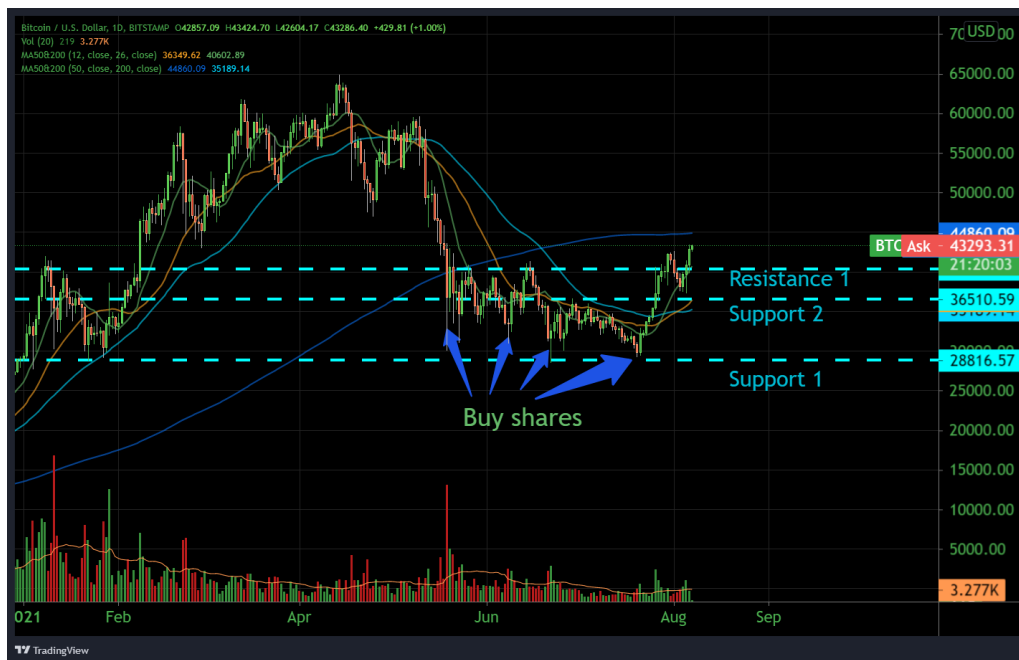 Bitcoin / U.S. Dollar, 1D, BITSTAMP O42857.09 H43424.70 L42604.17 C43286.40 +429.81 (+1.00%)
Vol (20) 219 3.277K
MA50&200 (12, close, 26, close) 36349.62 40602.89
MA50&200 (50, close, 200, close) 44860.09 35189.14
USD
65000.00
60000.00
55000.00
50000.00
44860.09
BTC Ask 43293.31
21:20:03
Resistance 1
36510.59
Support 2
35189.14
30000.00
28816.57
Support 1
25000.00
Buy shares
20000.00
15000.00
10000.00
5000.00
3.277K
2021 Feb Apr Jun Aug Sep
TradingView